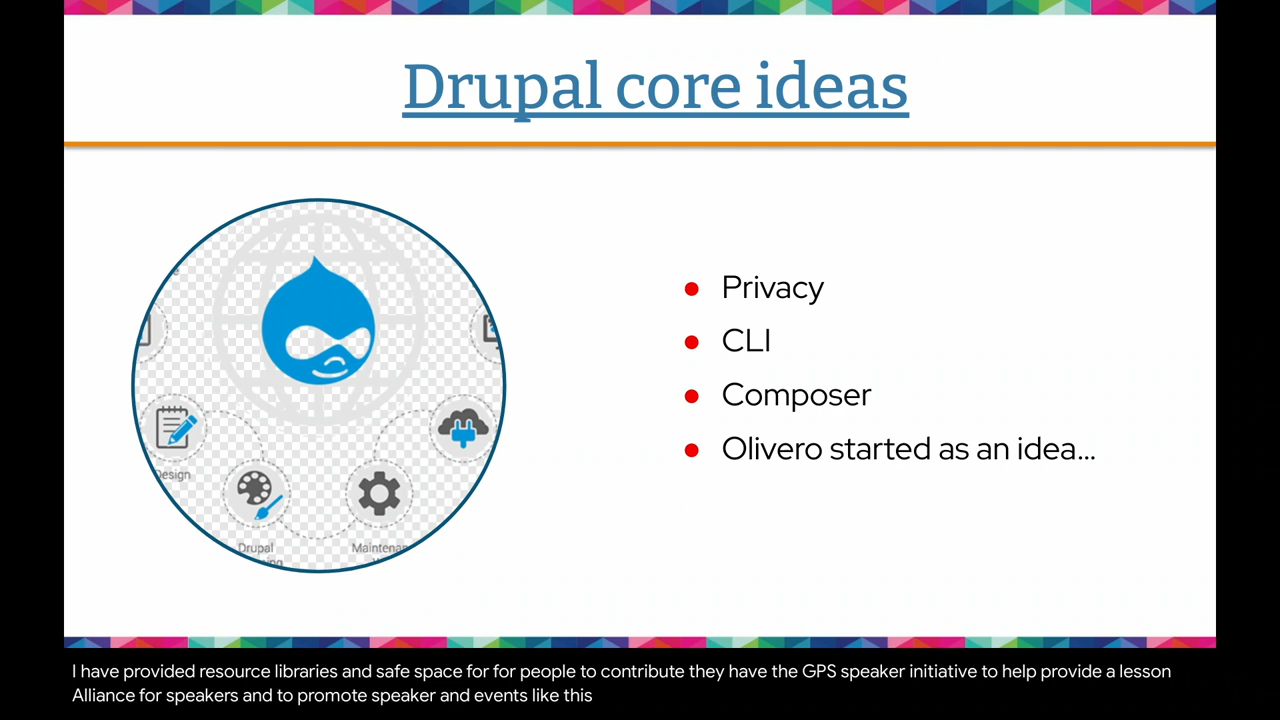 Drupal core ideas
Privacy
CLI
Composer
Olivero started as an idea...
Design
Drupal
Maintenan
I have provided resource libraries and safe space for for people to contribute they have the GPS speaker initiative to help provide a lesson
Alliance for speakers and to promote speaker and events like this